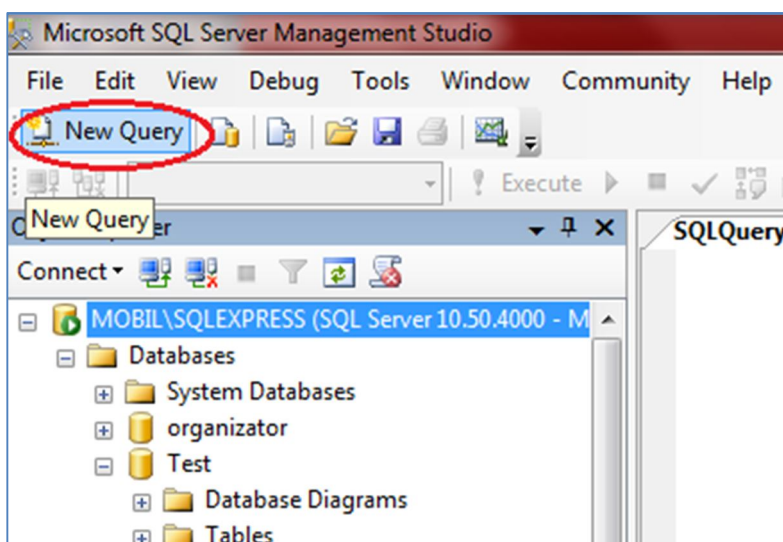 Microsoft SQL Server Management Studio
File Edit View Debug Tools Window Community Help
New Query
Execute
New Query
SQLQuery
Connect
MOBIL\SQLEXPRESS (SQL Server 10.50.4000 - M
Databases
System Databases
organizator
Test
Database Diagrams
Tables